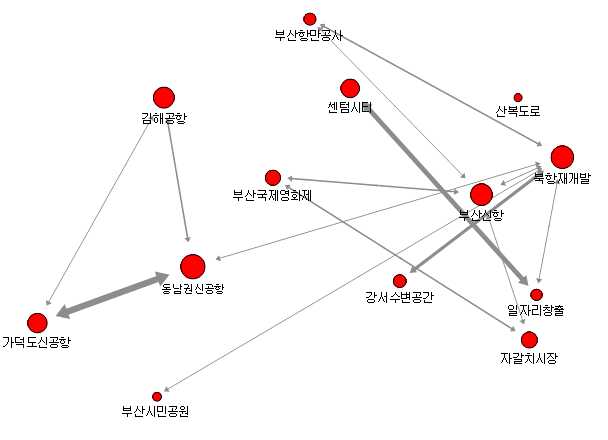 부산항만공사
센텀시티
산복도로
김해공항
북항재개발
부산국제영화제
부산신항
동남권신공항
강서수변공간
일자리창출
가덕도신공항
자갈치시장
부산시민공원